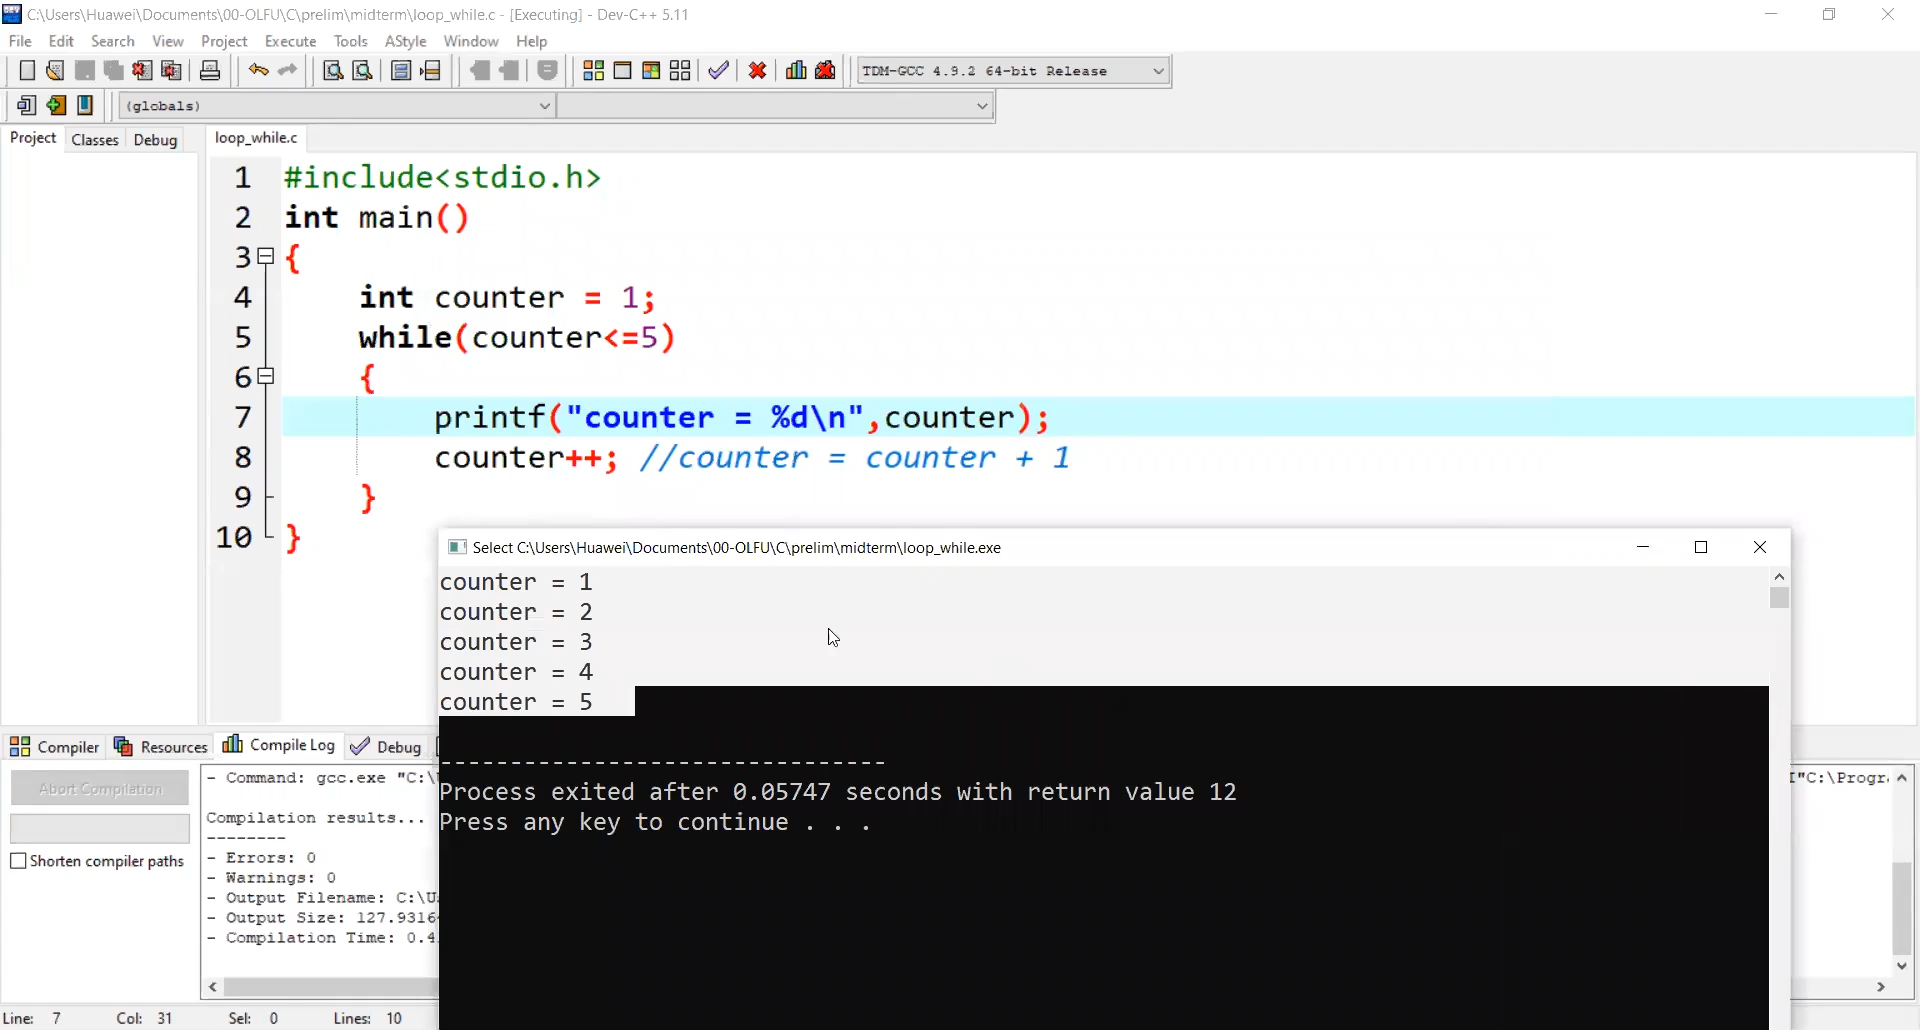 C:\Users\Huawei\Documents\00-OLFU\C\prelim\midterm\loop_while.c - [Executing] - Dev-C++ 5.11
File Edit Search View Project Execute Tools AStyle Window Help
TDM-GCC 4.9.2 64-bit Release
(globals)
Project Classes Debug
loop_while.c
1 #include<stdio.h>
2 int main()
3 {
4 int counter = 1;
5 while(counter<=5)
6 {
7 printf("counter = %d\n",counter);
8 counter++; //counter = counter + 1
9 }
10 }
Select C:\Users\Huawei\Documents\00-OLFU\C\prelim\midterm\loop_while.exe
counter = 1
counter = 2
counter = 3
counter = 4
counter = 5
--------------------------------
Process exited after 0.05747 seconds with return value 12
Press any key to continue . . .
Compiler Resources Compile Log Debug
Abort Compilation
Shorten compiler paths
- Command: gcc.exe "C:\
I"C:\Progr
Compilation results...
--------
- Errors: 0
- Warnings: 0
- Output Filename: C:\U
- Output Size: 127.9316
- Compilation Time: 0.4
Line: 7 Col: 31 Sel: 0 Lines: 10